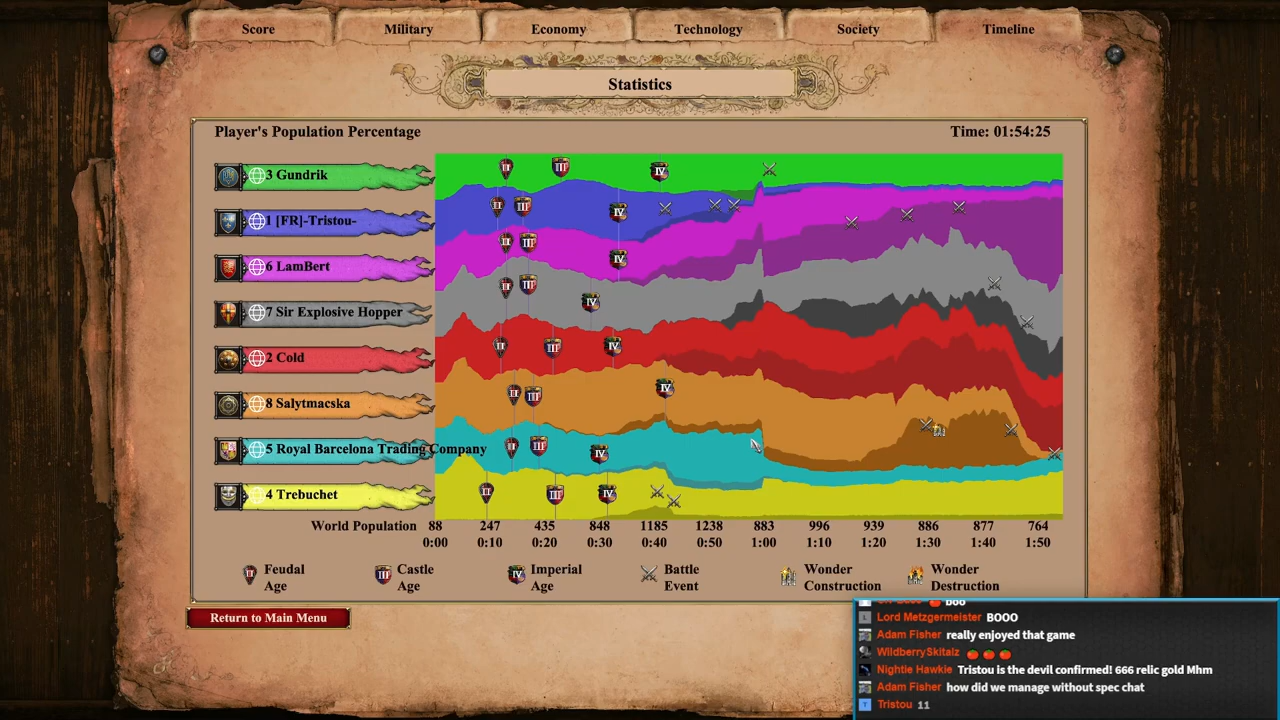 Score Military Economy Technology Society Timeline
Statistics
Player's Population Percentage Time: 01:54:25
3 Gundrik
1 [FR]-Tristou-
6 LamBert
7 Sir Explosive Hopper
2 Cold
8 Salytmacska
5 Royal Barcelona Trading Company
4 Trebuchet
World Population 88 247 435 848 1185 1238 883 996 939 886 877 764
0:00 0:10 0:20 0:30 0:40 0:50 1:00 1:10 1:20 1:30 1:40 1:50
Feudal Age
Castle Age
Imperial Age
Battle Event
Wonder Construction
Wonder Destruction
Return to Main Menu
boo
Lord Metzgermeister BOOO
Adam Fisher really enjoyed that game
WildberrySkitalz
Nightie Hawkie Tristou is the devil confirmed! 666 relic gold Mhm
Adam Fisher how did we manage without spec chat
Tristou 11